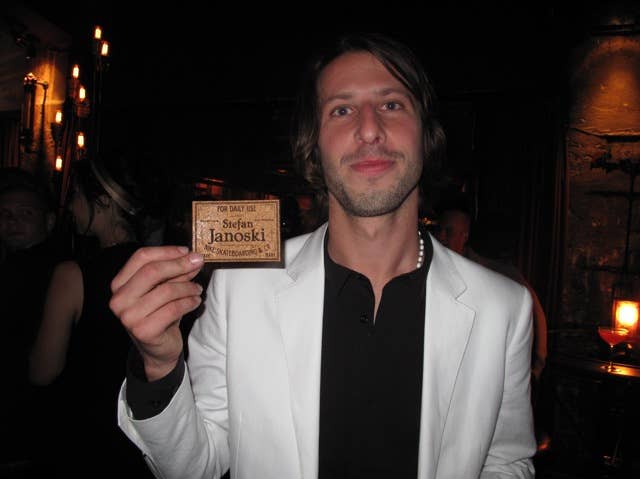 FOR DAILY USE
Stefan
Janoski
NIKE SKATEBOARDING & CO